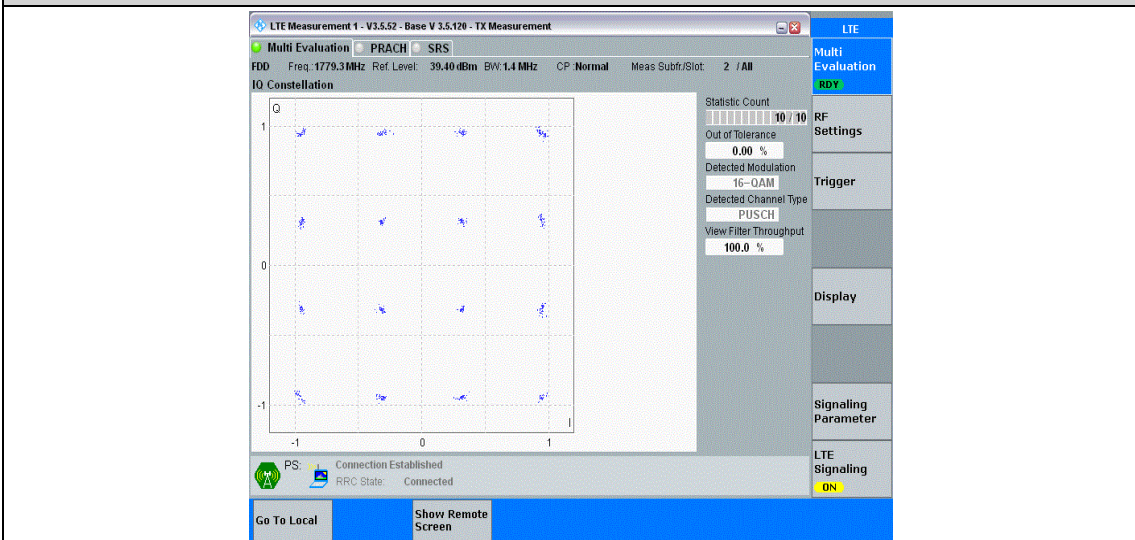 LTE Measurement 1 - V3.5.52 - Base V 3.5.120 - TX Measurement
LTE
Multi Evaluation PRACH SRS
FDD Freq.:1779.3 MHz Ref. Level: 39.40 dBm BW:1.4 MHz CP :Normal Meas Subfr./Slot: 2 / All
IQ Constellation
Q
1
0
-1
-1 0 1
I
Statistic Count
10 / 10
Out of Tolerance
0.00 %
Detected Modulation
16-QAM
Detected Channel Type
PUSCH
View Filter Throughput
100.0 %
Multi
Evaluation
RDY
RF
Settings
Trigger
Display
Signaling
Parameter
LTE
Signaling
ON
PS: Connection Established
RRC State: Connected
Go To Local
Show Remote
Screen